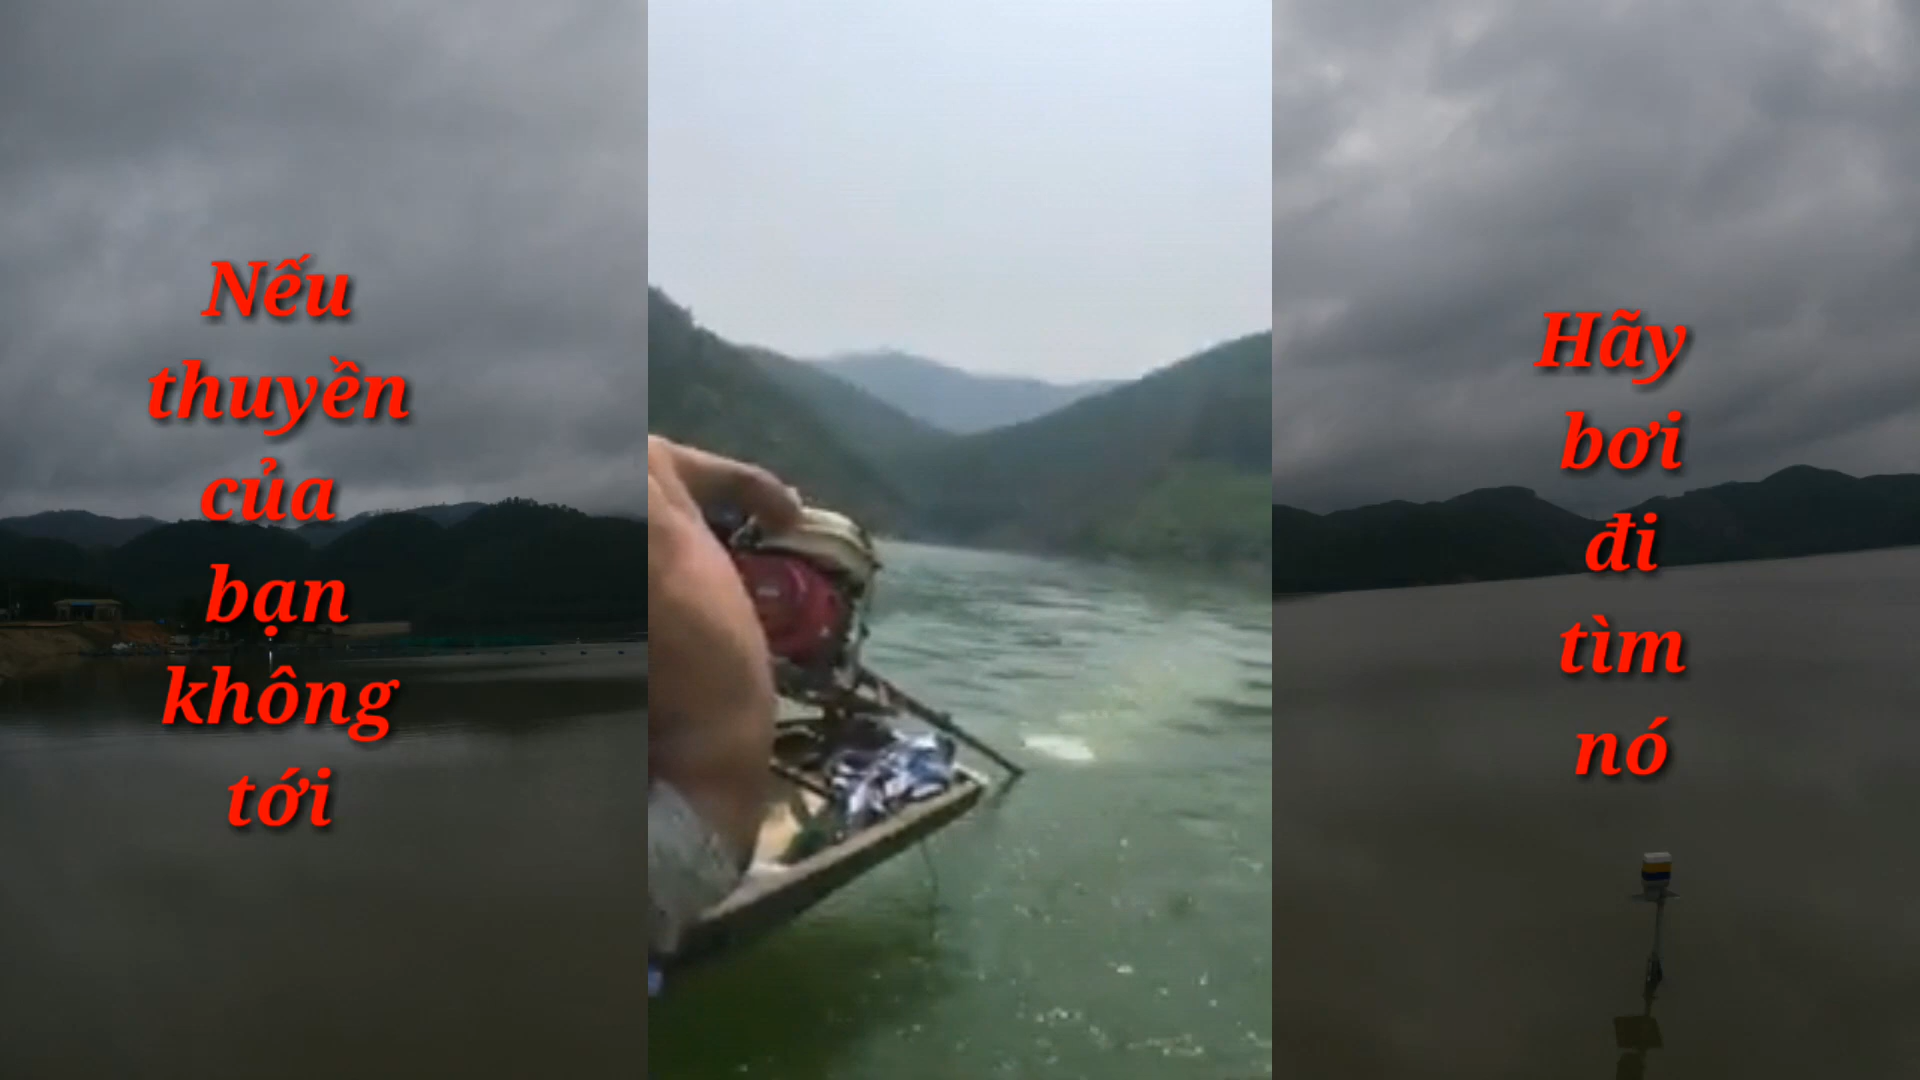 Nếu
thuyền
của
bạn
không
tới
Hãy
bơi
đi
tìm
nó